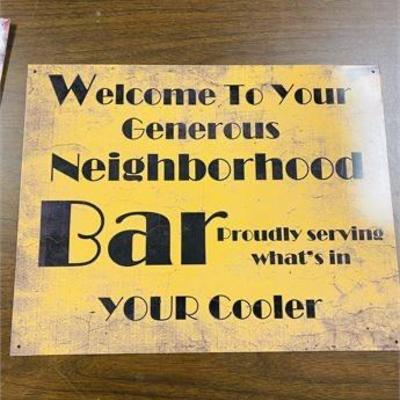 Welcome To Your
Generous
Neighborhood
Bar Proudly serving
what's in
YOUR Cooler